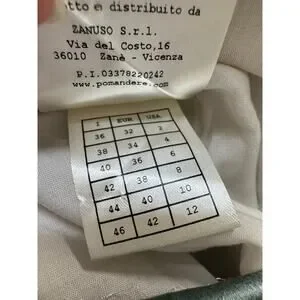 otto e distribuito da
ZANUSO S.r.l.
Via del Costo,16
36010 Zanè - Vicenza
P.I.03378220242
www.pomandere.com
I EUR USA
36 32 2
38 34 4
40 36 6
42 38 8
44 40 10
46 42 12